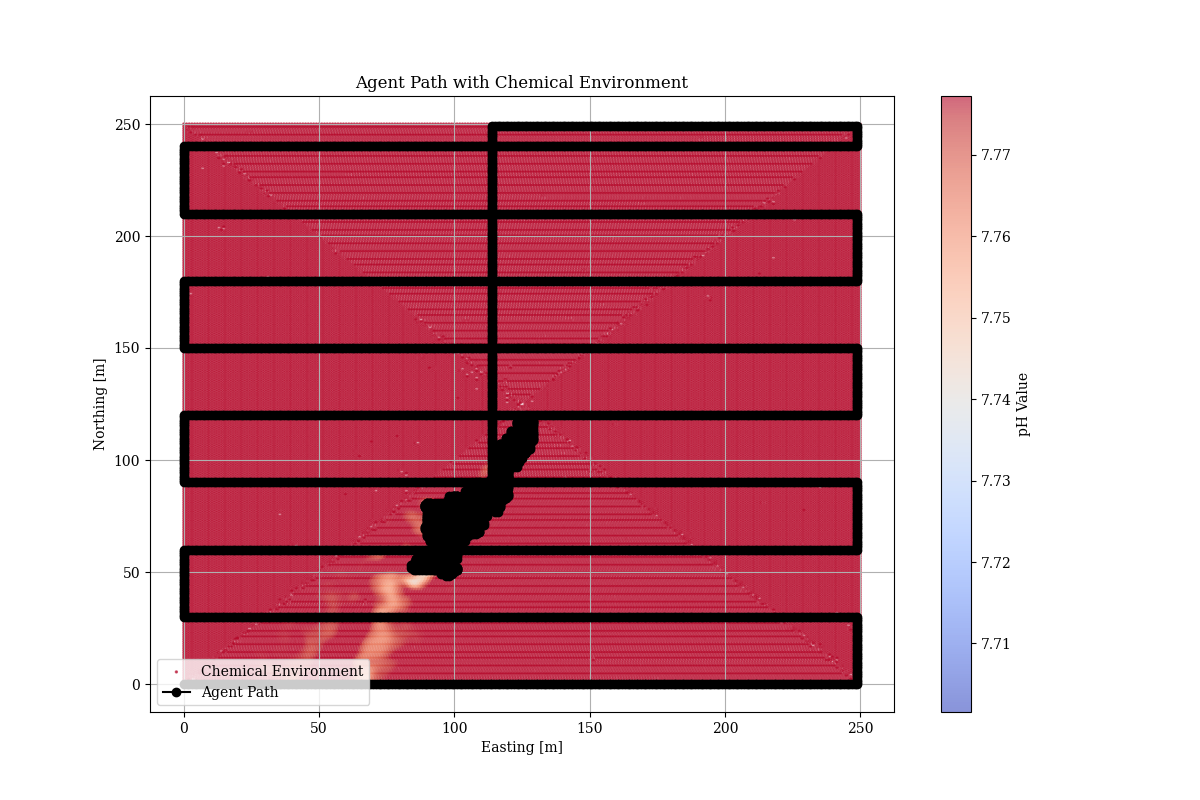 Agent Path with Chemical Environment
250
200
150
100
50
0
Northing [m]
0 50 100 150 200 250
Easting [m]
Chemical Environment
Agent Path
7.77
7.76
7.75
7.74
7.73
7.72
7.71
pH Value